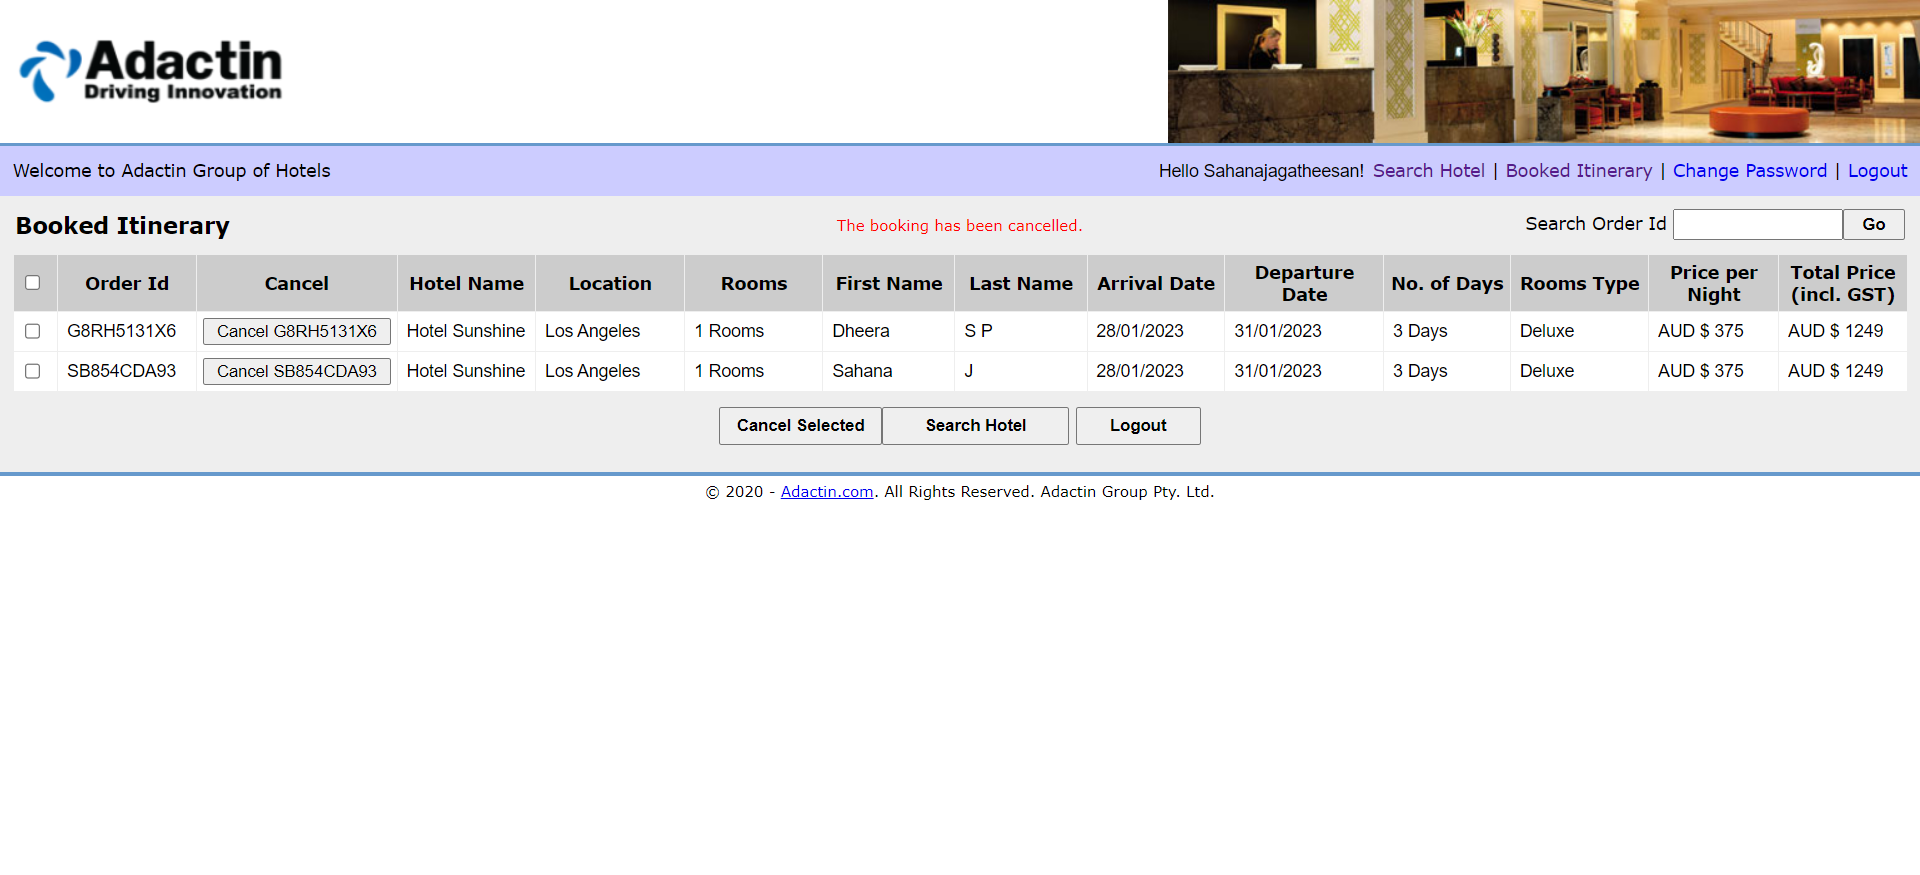 Adactin
Driving Innovation
Welcome to Adactin Group of Hotels
Hello Sahanajagatheesan! Search Hotel | Booked Itinerary | Change Password | Logout
Booked Itinerary
The booking has been cancelled.
Search Order Id Go
Order Id Cancel Hotel Name Location Rooms First Name Last Name Arrival Date Departure Date No. of Days Rooms Type Price per Night Total Price (incl. GST)
G8RH5131X6 Cancel G8RH5131X6 Hotel Sunshine Los Angeles 1 Rooms Dheera S P 28/01/2023 31/01/2023 3 Days Deluxe AUD $ 375 AUD $ 1249
SB854CDA93 Cancel SB854CDA93 Hotel Sunshine Los Angeles 1 Rooms Sahana J 28/01/2023 31/01/2023 3 Days Deluxe AUD $ 375 AUD $ 1249
Cancel Selected Search Hotel Logout
© 2020 - Adactin.com. All Rights Reserved. Adactin Group Pty. Ltd.